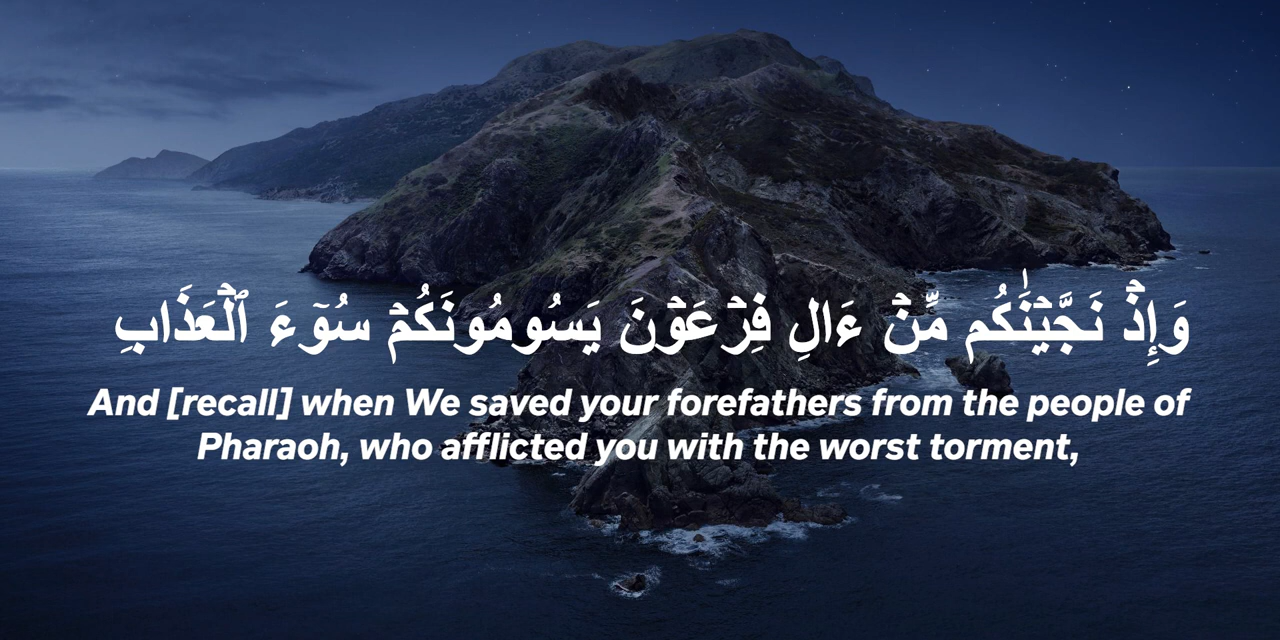 وَإِذۡ نَجَّيۡنَٰكُم مِّنۡ ءَالِ فِرۡعَوۡنَ يَسُومُونَكُمۡ سُوٓءَ ٱلۡعَذَابِ
And [recall] when We saved your forefathers from the people of
Pharaoh, who afflicted you with the worst torment,